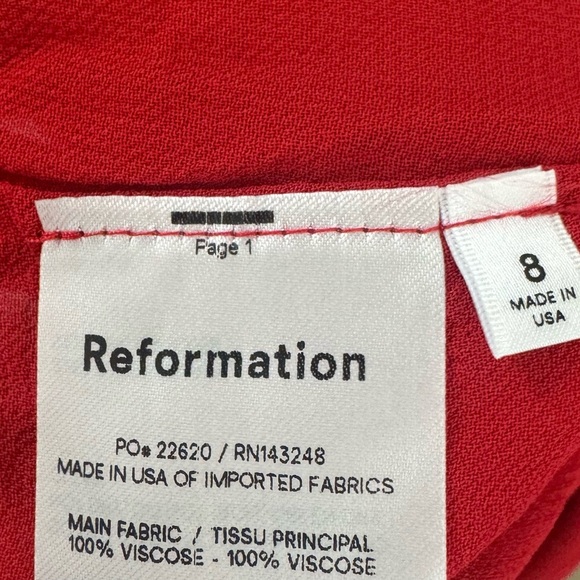 Page 1
Reformation
PO# 22620 / RN143248
MADE IN USA OF IMPORTED FABRICS
MAIN FABRIC / TISSU PRINCIPAL
100% VISCOSE - 100% VISCOSE
8
MADE IN
USA